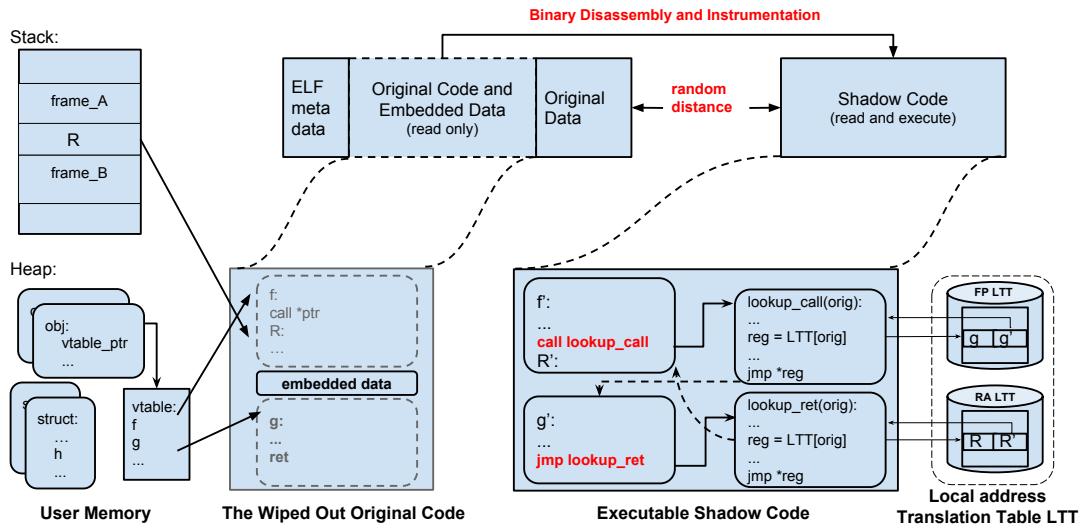 Binary Disassembly and Instrumentation
Stack:
frame_A
R
frame_B
ELF
meta
data
Original Code and
Embedded Data
(read only)
Original
Data
random
distance
Shadow Code
(read and execute)
Heap:
obj:
vtable_ptr
...
struct:
...
h
...
vtable:
f
g
...
f:
call *ptr
R:
...
embedded data
g:
...
ret
f':
...
call lookup_call
R':
g':
...
jmp lookup_ret
lookup_call(orig):
...
reg = LTT[orig]
...
jmp *reg
lookup_ret(orig):
...
reg = LTT[orig]
...
jmp *reg
FP LTT
g g'
RA LTT
R R'
User Memory
The Wiped Out Original Code
Executable Shadow Code
Local address
Translation Table LTT